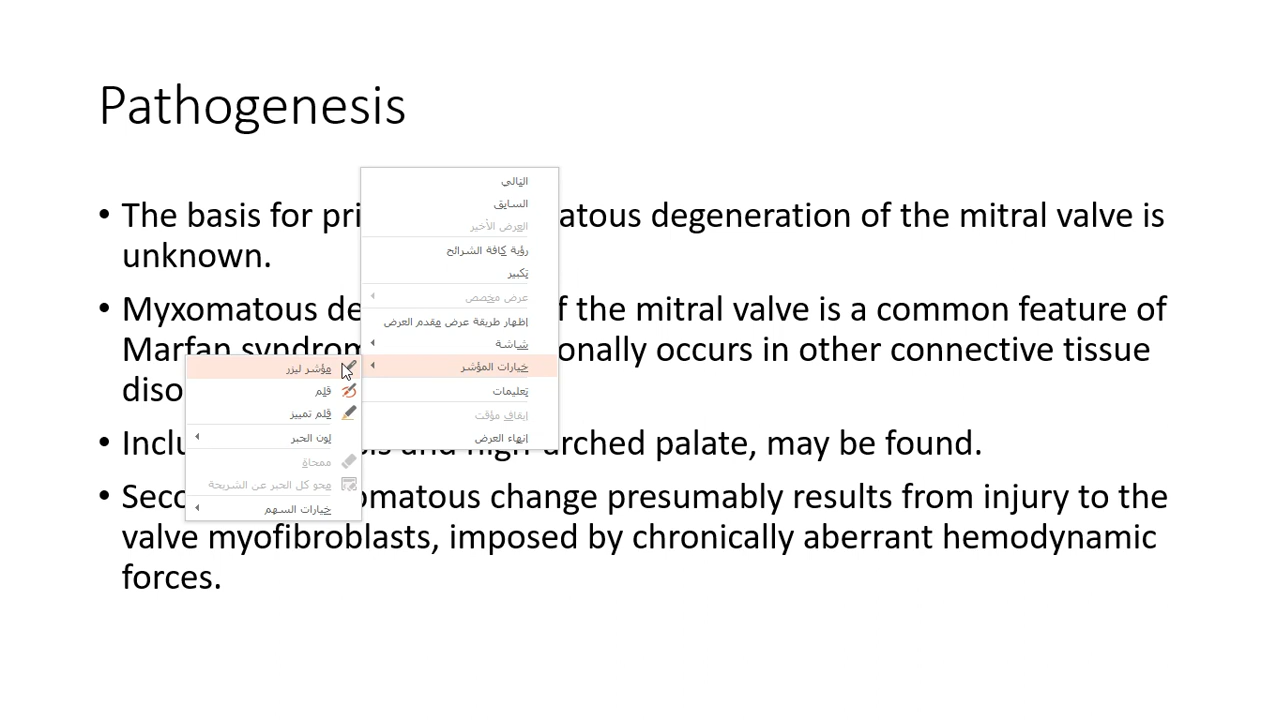 Pathogenesis
• The basis for pri atous degeneration of the mitral valve is
unknown.
• Myxomatous de f the mitral valve is a common feature of
Marfan syndrom onally occurs in other connective tissue
diso
• Inclu is and high-arched palate, may be found.
• Seco omatous change presumably results from injury to the
valve myofibroblasts, imposed by chronically aberrant hemodynamic
forces.
التالي
السابق
العرض الأخير
رؤية كافة الشرائح
تكبير
عرض مخصص
إظهار طريقة عرض مقدم العرض
شاشة
خيارات المؤشر
تعليمات
إيقاف مؤقت
إنهاء العرض
مؤشر ليزر
قلم
قلم تمييز
لون الحبر
ممحاة
محو كل الحبر عن الشريحة
خيارات السهم